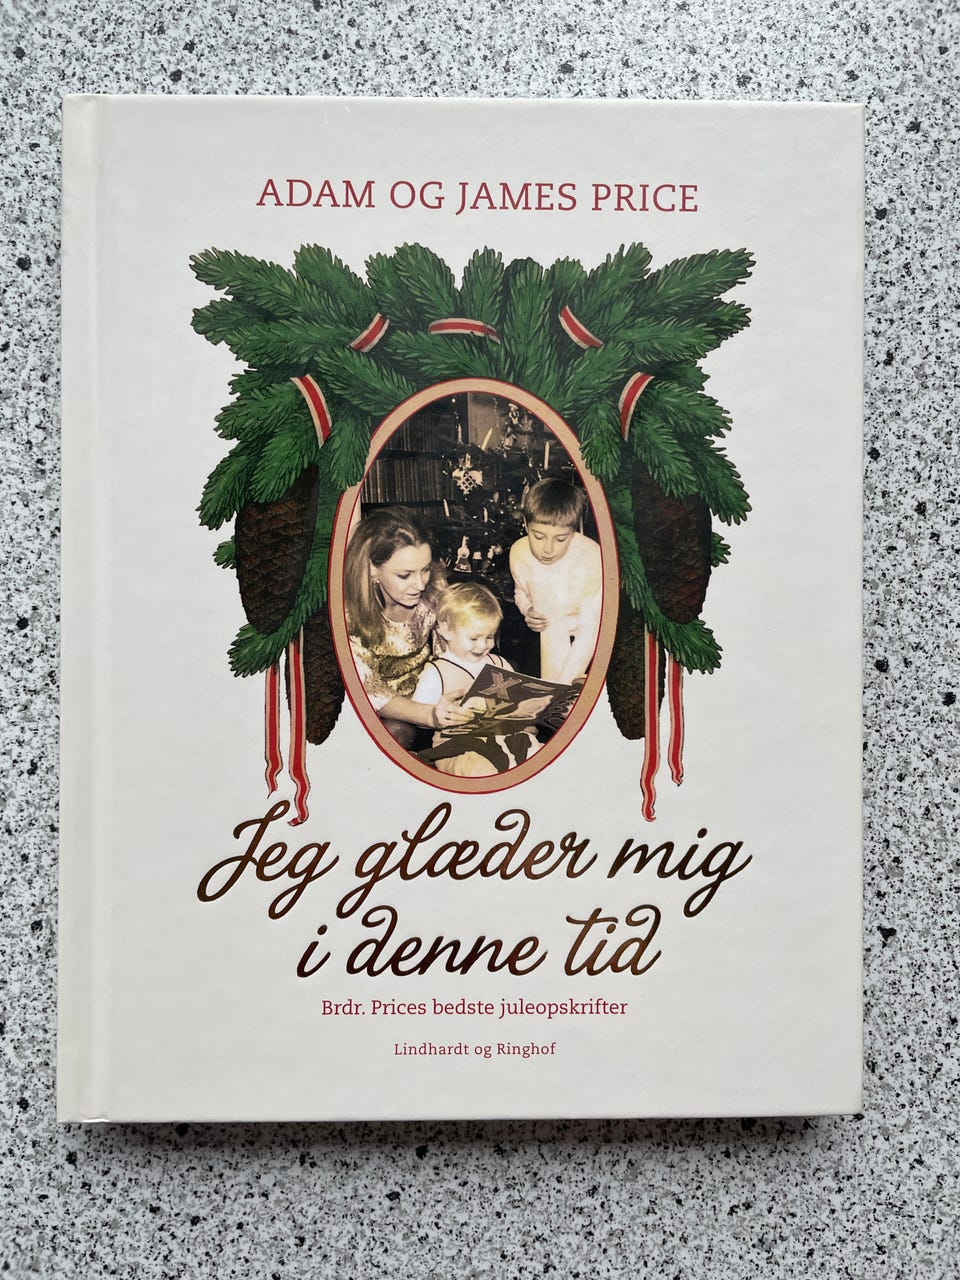 ADAM OG JAMES PRICE
Jeg glæder mig
i denne tid
Brdr. Prices bedste juleopskrifter
Lindhardt og Ringhof